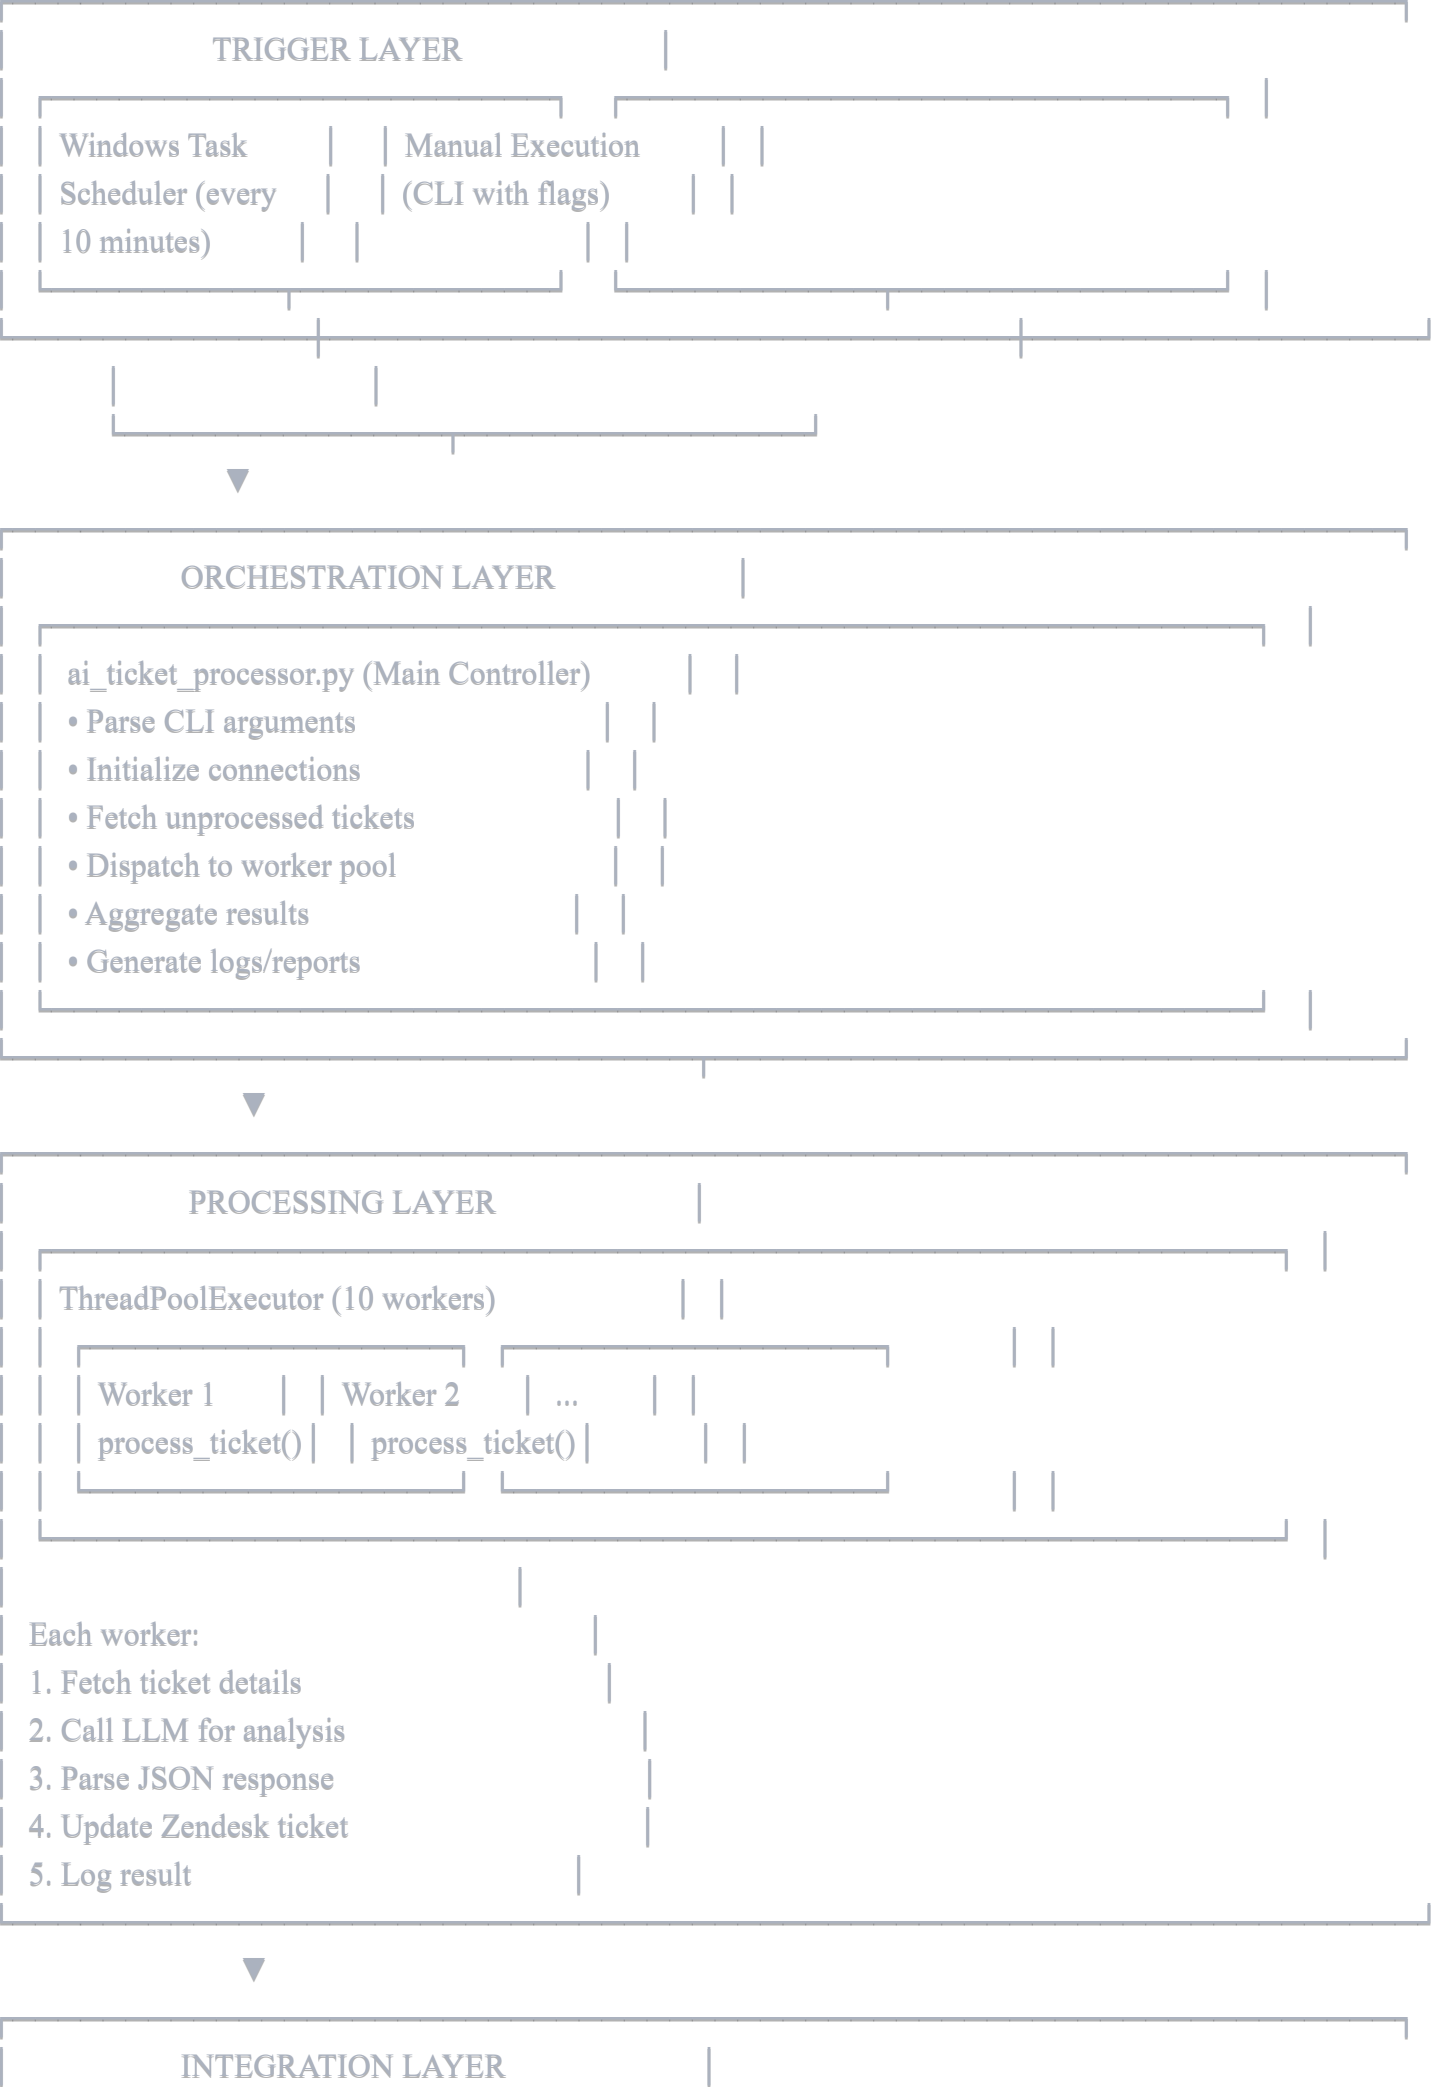 TRIGGER LAYER
Windows Task Manual Execution
Scheduler (every (CLI with flags)
10 minutes)
▼
ORCHESTRATION LAYER
ai_ticket_processor.py (Main Controller)
• Parse CLI arguments
• Initialize connections
• Fetch unprocessed tickets
• Dispatch to worker pool
• Aggregate results
• Generate logs/reports
▼
PROCESSING LAYER
ThreadPoolExecutor (10 workers)
Worker 1 Worker 2 ...
process_ticket() process_ticket()
Each worker:
1. Fetch ticket details
2. Call LLM for analysis
3. Parse JSON response
4. Update Zendesk ticket
5. Log result
▼
INTEGRATION LAYER